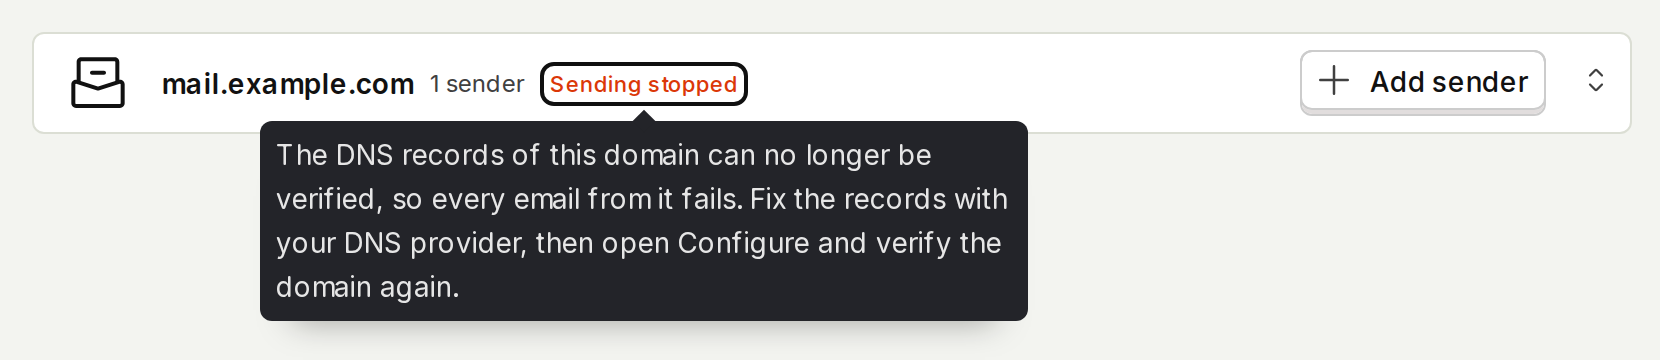 mail.example.com 1 sender Sending stopped Add sender
The DNS records of this domain can no longer be
verified, so every email from it fails. Fix the records with
your DNS provider, then open Configure and verify the
domain again.